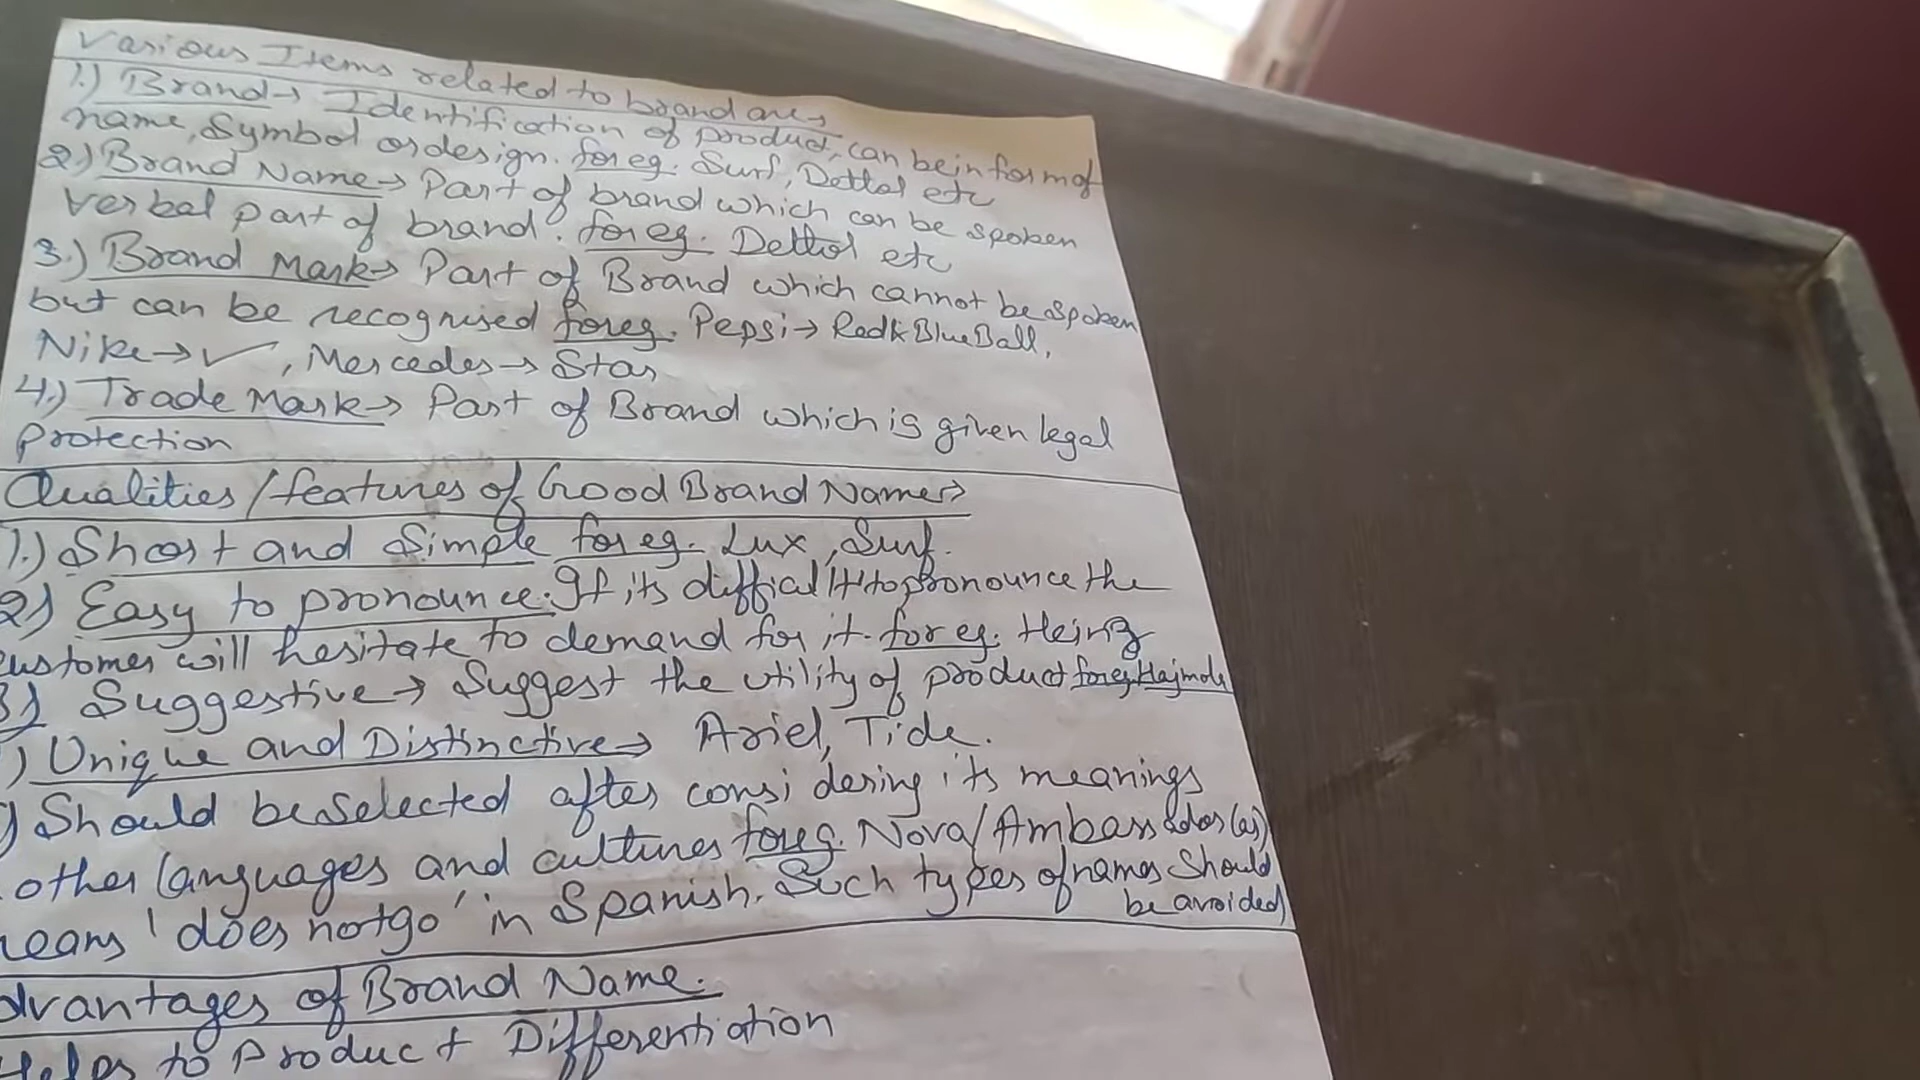 Various Items related to brand are→
1.) Brand→ Identification of product, can be in form of
name, Symbol or design. for eg. Surf, Dettol etc
2.) Brand Name→ Part of brand which can be spoken
Verbal part of brand. for eg. Dettol etc
3.) Brand Mark→ Part of Brand which cannot be spoken
but can be recognised for eg. Pepsi→ Red & Blue Ball,
Nike→ ✓, Mercedes→ Star
4.) Trade Mark→ Part of Brand which is given legal
Protection
Qualities/features of Good Brand Name→
1.) Short and Simple for eg. Lux, Surf.
2) Easy to pronounce. If its difficult to pronounce the
customer will hesitate to demand for it. for eg. Heinz
3) Suggestive→ Suggest the utility of product for eg. Hajmola
) Unique and Distinctive→ Ariel, Tide.
) Should be Selected after considering its meanings
other languages and cultures for eg. Nova/Ambassador (as)
means 'does not go' in Spanish. Such types of names should
be avoided
dvantages of Brand Name.
Helps to Product Differentiation